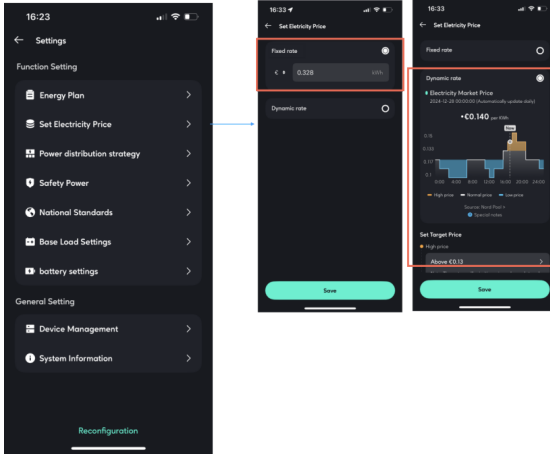 16:23
Settings
Function Setting
Energy Plan
Set Electricity Price
Power distribution strategy
Safety Power
National Standards
Base Load Settings
battery settings
General Setting
Device Management
System Information
Reconfiguration
16:33
Set Eletricity Price
Fixed rate
€ 0.328 kWh
Dynamic rate
Save
16:33
Set Eletricity Price
Fixed rate
Dynamic rate
Electricity Market Price
2024-12-28 00:00:00 (Automatically update daily)
•€0.140 per KWh
Now
0.15
0.133
0.117
0.1
0:00 4:00 8:00 12:00 16:00 20:00 24:00
High price Normal price Low price
Source: Nord Pool >
Special notes
Set Target Price
High price
Above €0.13
Save